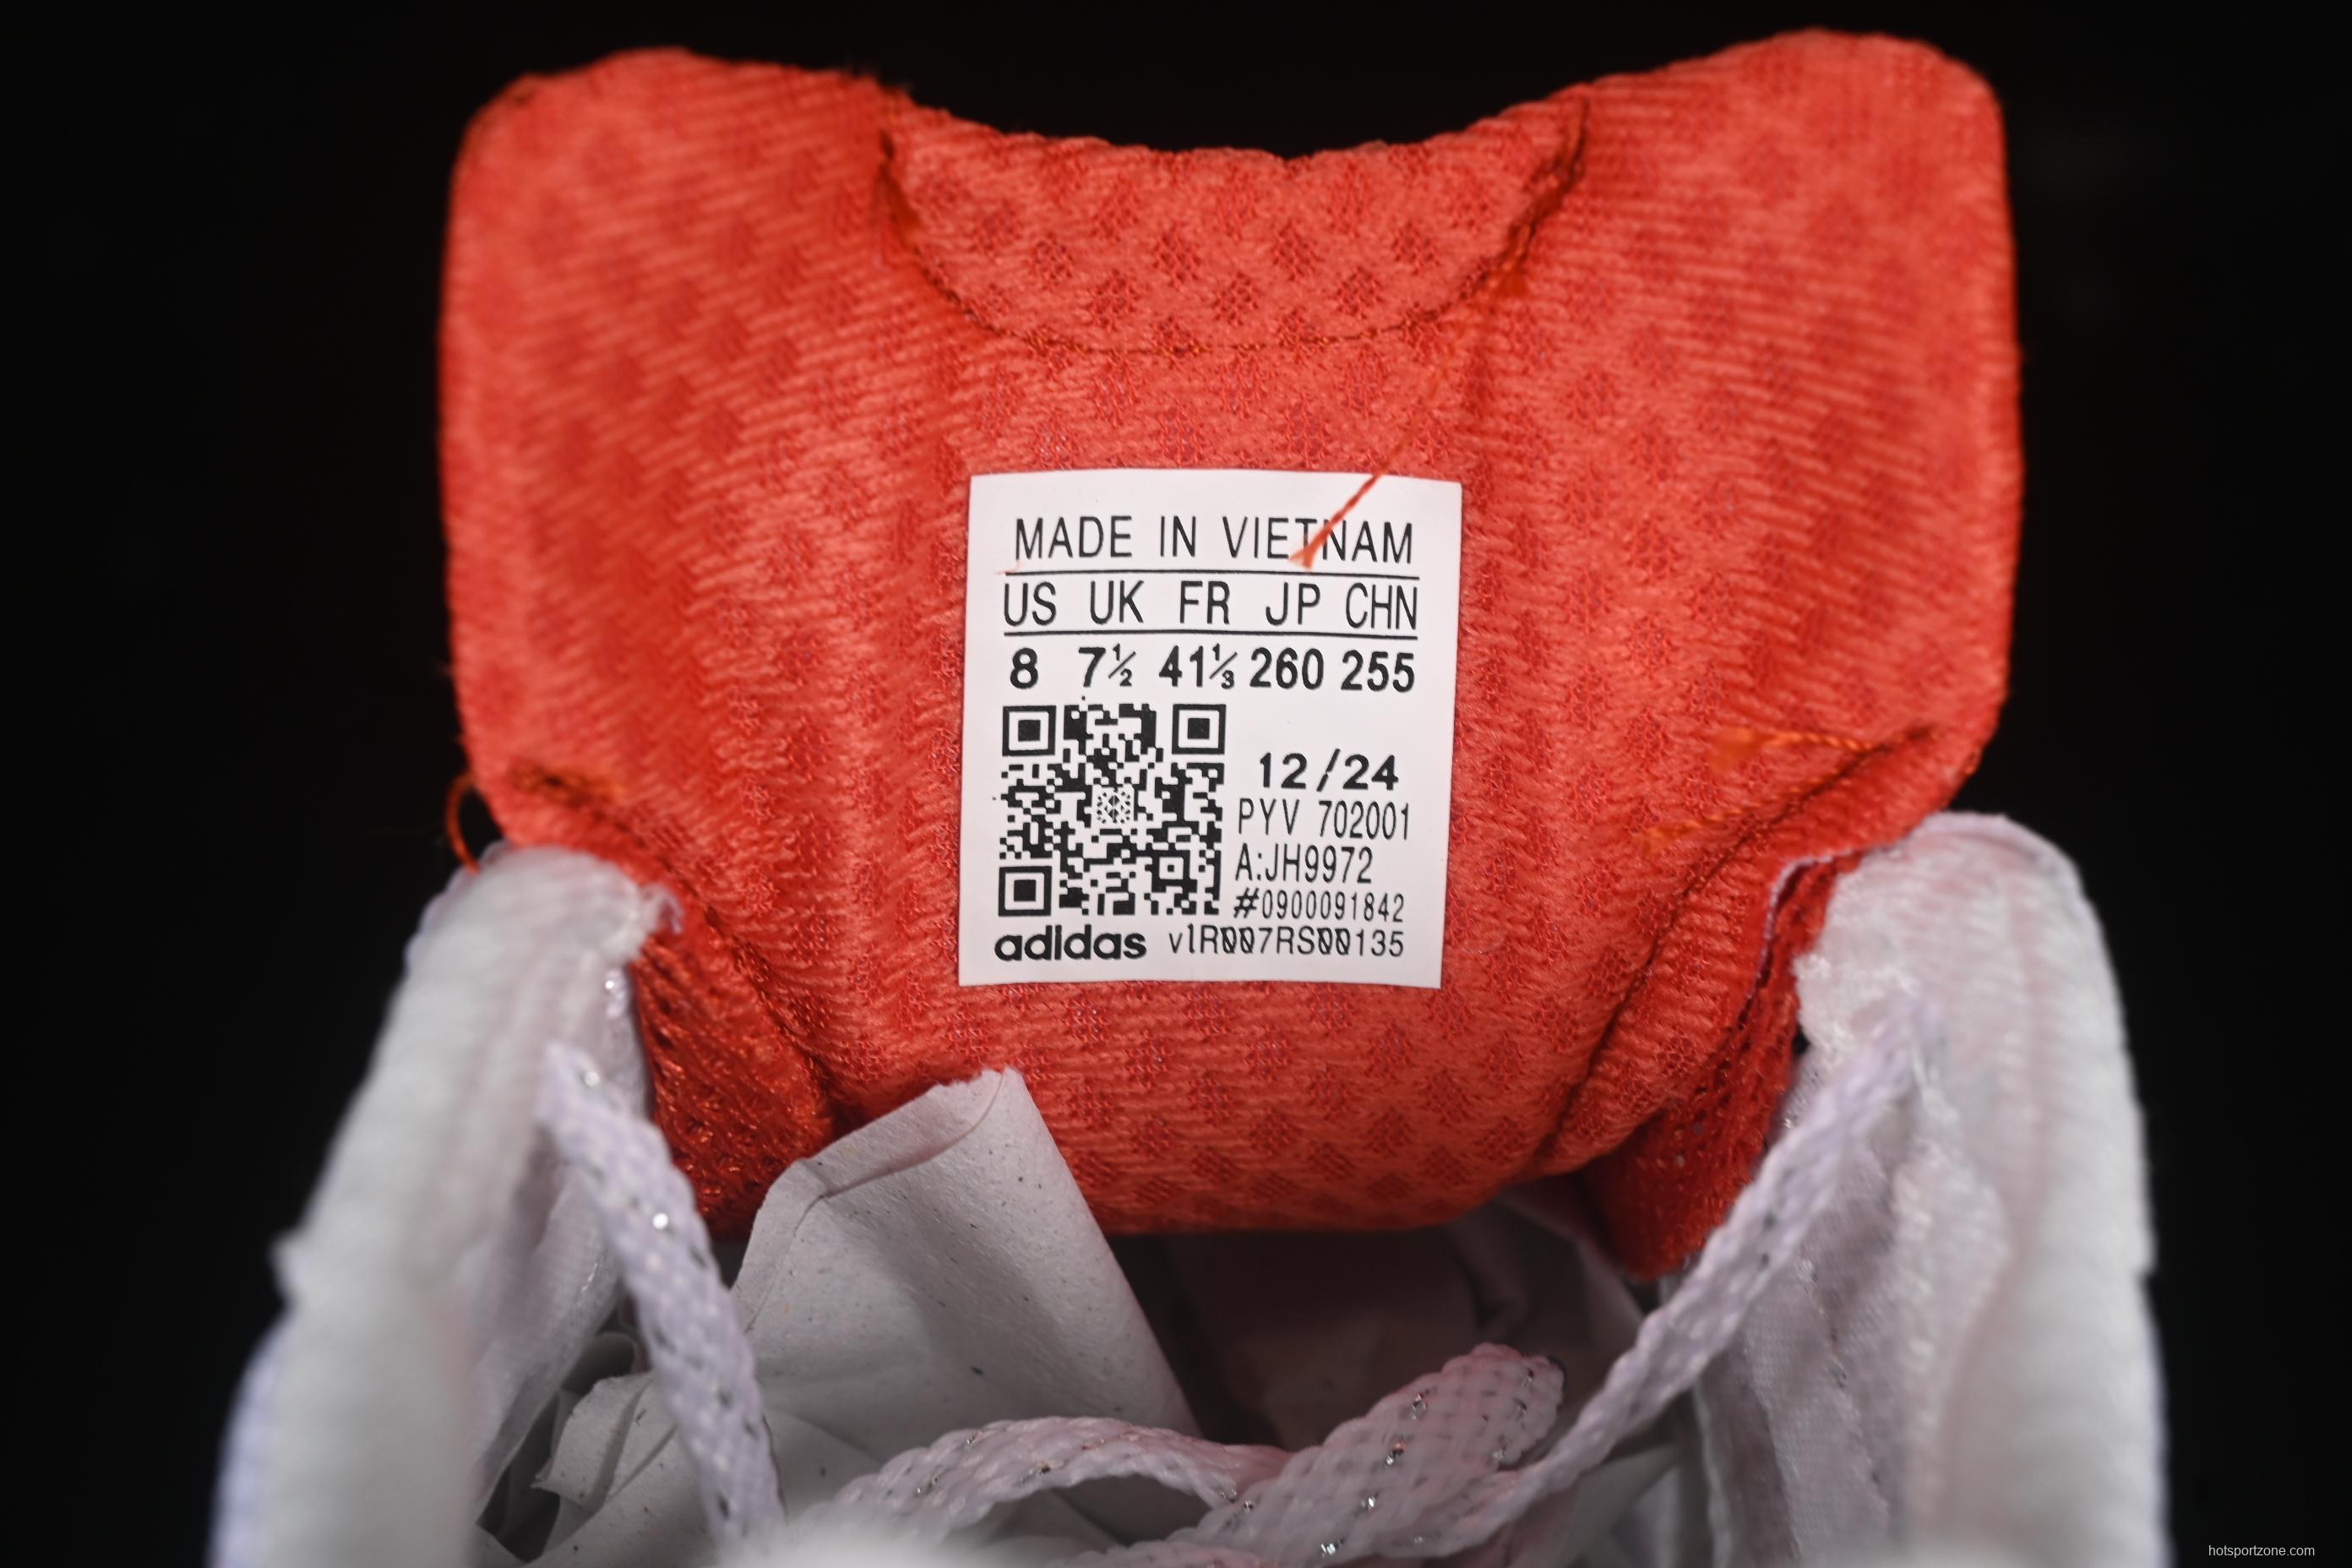 MADE IN VIETNAM
US UK FR JP CHN
8 7½ 41⅓ 260 255
12/24
PYV 702001
A:JH9972
#0900091842
adidas v1R007RS00135
hotsportzone.com